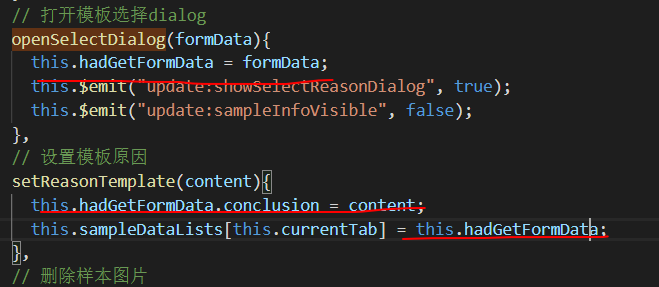 // 打开模板选择dialog
openSelectDialog(formData){
this.hadGetFormData = formData;
this.$emit("update:showSelectReasonDialog", true);
this.$emit("update:sampleInfoVisible", false);
},
// 设置模板原因
setReasonTemplate(content){
this.hadGetFormData.conclusion = content;
this.sampleDataLists[this.currentTab] = this.hadGetFormData;
},
// 删除样本图片